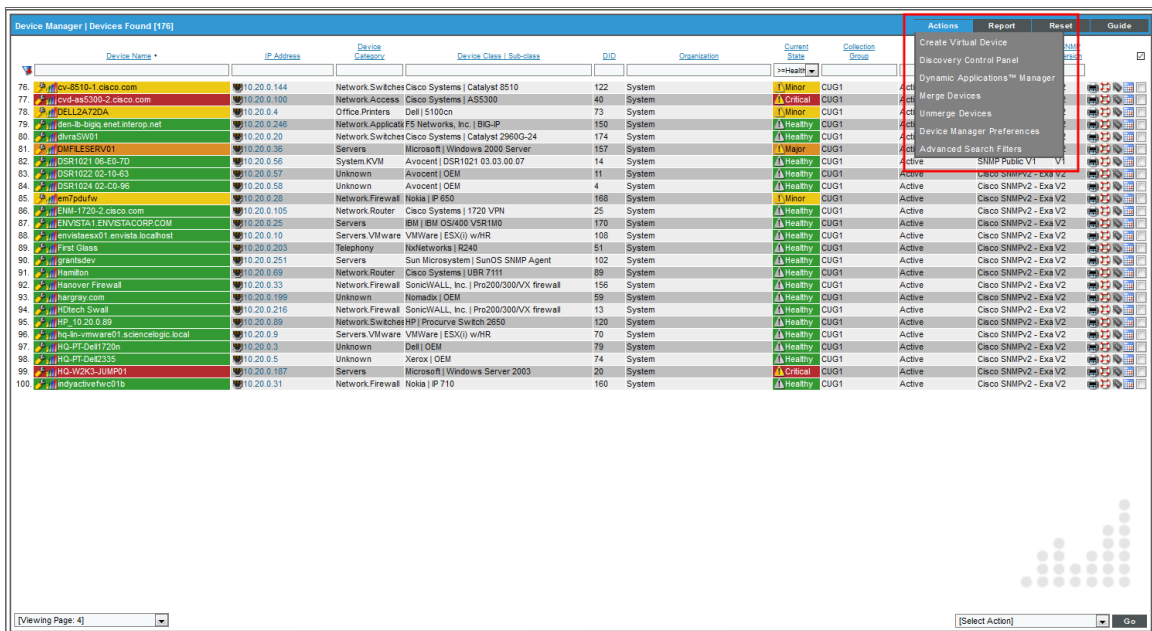 Device Manager | Devices Found [176] Actions Report Reset Guide
Device Name IP Address Device Category Device Class | Sub-class DID Organization Current State Collection Group
>=Health
Create Virtual Device
Discovery Control Panel
Dynamic Applications™ Manager
Merge Devices
Unmerge Devices
Device Manager Preferences
Advanced Search Filters
76. cv-8510-1.cisco.com 10.20.0.144 Network.Switches Cisco Systems | Catalyst 8510 122 System Minor CUG1
77. cvd-as5300-2.cisco.com 10.20.0.100 Network.Access Cisco Systems | AS5300 40 System Critical CUG1
78. DELL2A72DA 10.20.0.4 Office.Printers Dell | 5100cn 73 System Minor CUG1
79. den-lb-bigiq.enet.interop.net 10.20.0.246 Network.Applicatic F5 Networks, Inc. | BIG-IP 150 System Healthy CUG1
80. dlvraSW01 10.20.0.20 Network.Switches Cisco Systems | Catalyst 2960G-24 174 System Healthy CUG1
81. DMFILESERV01 10.20.0.36 Servers Microsoft | Windows 2000 Server 157 System Major CUG1
82. DSR1021 06-E0-7D 10.20.0.56 System.KVM Avocent | DSR1021 03.03.00.07 14 System Healthy CUG1 Active SNMP Public V1 V1
83. DSR1022 02-10-63 10.20.0.57 Unknown Avocent | OEM 11 System Healthy CUG1 Active Cisco SNMPv2 - Exa V2
84. DSR1024 02-C0-96 10.20.0.58 Unknown Avocent | OEM 4 System Healthy CUG1 Active Cisco SNMPv2 - Exa V2
85. em7pdufw 10.20.0.28 Network.Firewall Nokia | IP 650 168 System Minor CUG1 Active Cisco SNMPv2 - Exa V2
86. ENM-1720-2.cisco.com 10.20.0.105 Network.Router Cisco Systems | 1720 VPN 25 System Healthy CUG1 Active Cisco SNMPv2 - Exa V2
87. ENVISTA1.ENVISTACORP.COM 10.20.0.25 Servers IBM | IBM OS/400 V5R1M0 170 System Healthy CUG1 Active Cisco SNMPv2 - Exa V2
88. envistaesx01.envista.localhost 10.20.0.10 Servers.VMware VMWare | ESX(i) w/HR 108 System Healthy CUG1 Active Cisco SNMPv2 - Exa V2
89. First Glass 10.20.0.203 Telephony NxNetworks | R240 51 System Healthy CUG1 Active Cisco SNMPv2 - Exa V2
90. grantsdev 10.20.0.251 Servers Sun Microsystem | SunOS SNMP Agent 102 System Healthy CUG1 Active Cisco SNMPv2 - Exa V2
91. Hamilton 10.20.0.69 Network.Router Cisco Systems | UBR 7111 89 System Healthy CUG1 Active Cisco SNMPv2 - Exa V2
92. Hanover Firewall 10.20.0.33 Network.Firewall SonicWALL, Inc. | Pro200/300/VX firewall 156 System Healthy CUG1 Active Cisco SNMPv2 - Exa V2
93. hargray.com 10.20.0.199 Unknown Nomadix | OEM 59 System Healthy CUG1 Active Cisco SNMPv2 - Exa V2
94. HDtech Swall 10.20.0.216 Network.Firewall SonicWALL, Inc. | Pro200/300/VX firewall 13 System Healthy CUG1 Active Cisco SNMPv2 - Exa V2
95. HP_10.20.0.89 10.20.0.89 Network.Switches HP | Procurve Switch 2650 120 System Healthy CUG1 Active Cisco SNMPv2 - Exa V2
96. hq-lin-vmware01.sciencelogic.local 10.20.0.9 Servers.VMware VMWare | ESX(i) w/HR 70 System Healthy CUG1 Active Cisco SNMPv2 - Exa V2
97. HQ-PT-Dell1720n 10.20.0.3 Unknown Dell | OEM 79 System Healthy CUG1 Active Cisco SNMPv2 - Exa V2
98. HQ-PT-Dell2335 10.20.0.5 Unknown Xerox | OEM 74 System Healthy CUG1 Active Cisco SNMPv2 - Exa V2
99. HQ-W2K3-JUMP01 10.20.0.187 Servers Microsoft | Windows Server 2003 20 System Critical CUG1 Active Cisco SNMPv2 - Exa V2
100. indyactivefwc01b 10.20.0.31 Network.Firewall Nokia | IP 710 160 System Healthy CUG1 Active Cisco SNMPv2 - Exa V2
[Viewing Page: 4] [Select Action] Go